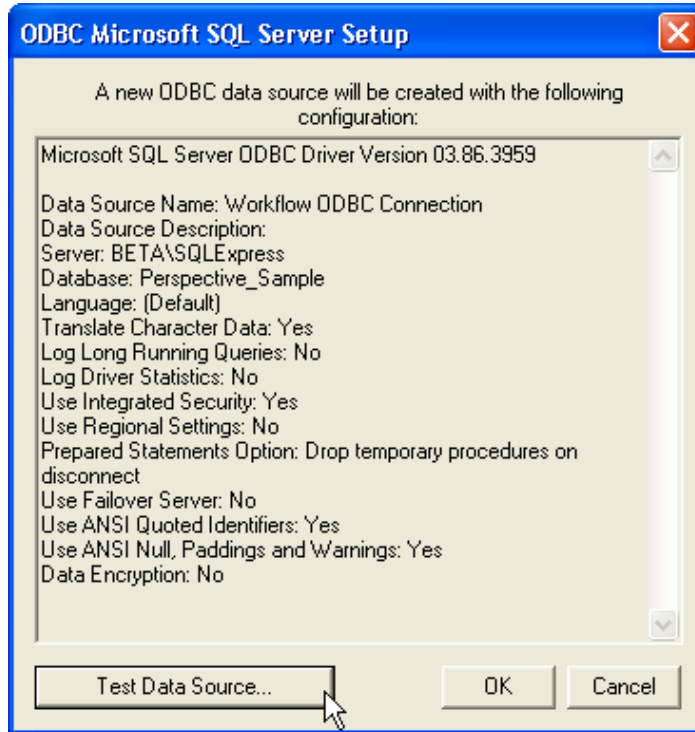 ODBC Microsoft SQL Server Setup
A new ODBC data source will be created with the following
configuration:
Microsoft SQL Server ODBC Driver Version 03.86.3959
Data Source Name: Workflow ODBC Connection
Data Source Description:
Server: BETA\SQLExpress
Database: Perspective_Sample
Language: (Default)
Translate Character Data: Yes
Log Long Running Queries: No
Log Driver Statistics: No
Use Integrated Security: Yes
Use Regional Settings: No
Prepared Statements Option: Drop temporary procedures on
disconnect
Use Failover Server: No
Use ANSI Quoted Identifiers: Yes
Use ANSI Null, Paddings and Warnings: Yes
Data Encryption: No
Test Data Source...
OK
Cancel